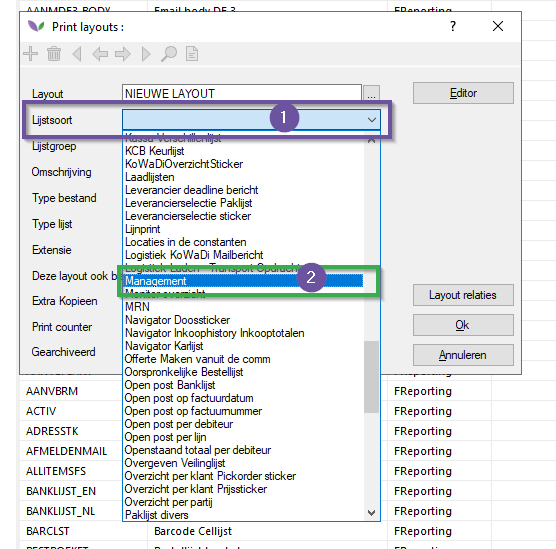 AANMDE3_BODY Email body DE 3 FReporting
Print layouts :
?
Layout NIEUWE LAYOUT ... Editor
Lijstsoort 1
Lijstgroep
Omschrijving
Type bestand
Type lijst
Extensie
Deze layout ook be
Extra Kopieen
Print counter
Gearchiveerd
Kassa Verschillenlijst
KCB Keurlijst
KoWaDiOverzichtSticker
Laadlijsten
Leverancier deadline bericht
Leverancierselectie Paklijst
Leverancierselectie sticker
Lijnprint
Locaties in de constanten
Logistiek KoWaDi Mailbericht
Logistiek Laden - Transport Opdracht
Management 2
Monitor overzicht
MRN
Navigator Doossticker
Navigator Inkoophistory Inkooptotalen
Navigator Karlijst
Offerte Maken vanuit de comm
Oorspronkelijke Bestellijst
Open post Banklijst
Open post op factuurdatum
Open post op factuurnummer
Open post per debiteur
Open post per lijn
Openstaand totaal per debiteur
Overgeven Veilinglijst
Overzicht per klant Pickorder sticker
Overzicht per klant Prijssticker
Overzicht per partij
Paklijst divers
Layout relaties
Ok
Annuleren
FReporting
AANVBRM FReporting
ACTIV FReporting
ADRESSTK FReporting
AFMELDENMAIL FReporting
ALLITEMSFS FReporting
BANKLIJST_EN FReporting
BANKLIJST_NL FReporting
BARCLST Barcode Cellijst FReporting